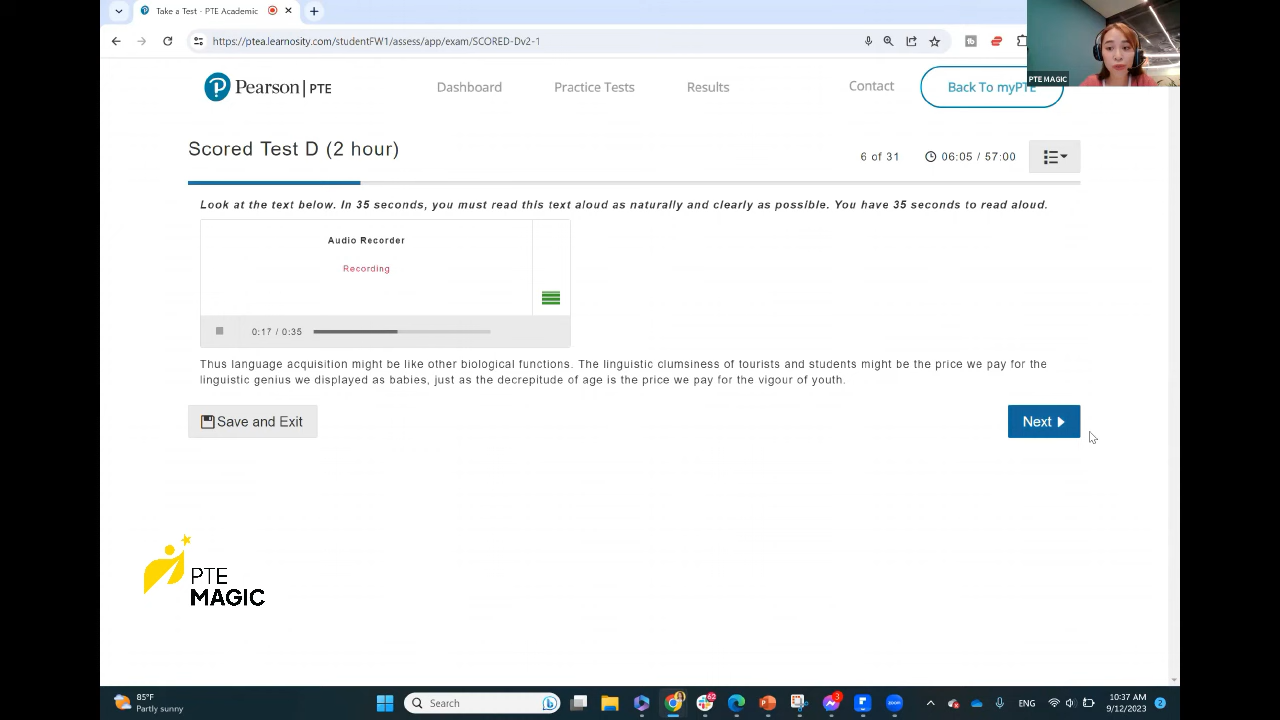 Take a Test - PTE Academic
https://ptea.learnosity.com/studentFW1/assess/app/exam/SCORED-Dv2-1
PTE MAGIC
Pearson | PTE
Dashboard
Practice Tests
Results
Contact
Back To myPTE
Scored Test D (2 hour)
6 of 31
06:05 / 57:00
Look at the text below. In 35 seconds, you must read this text aloud as naturally and clearly as possible. You have 35 seconds to read aloud.
Audio Recorder
Recording
0:17 / 0:35
Thus language acquisition might be like other biological functions. The linguistic clumsiness of tourists and students might be the price we pay for the
linguistic genius we displayed as babies, just as the decrepitude of age is the price we pay for the vigour of youth.
Save and Exit
Next
PTE
MAGIC
85°F
Partly sunny
Search
62
3
ENG
10:37 AM
9/12/2023
2